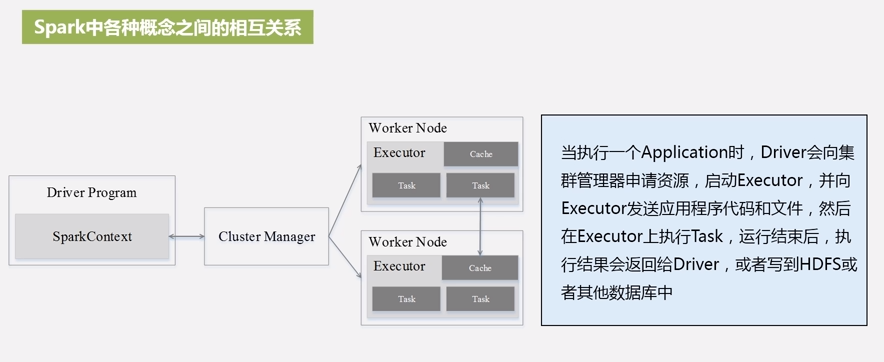 Spark中各种概念之间的相互关系
Driver Program
SparkContext
Cluster Manager
Worker Node
Executor
Cache
Task
Task
Worker Node
Executor
Cache
Task
Task
当执行一个Application时，Driver会向集
群管理器申请资源，启动Executor，并向
Executor发送应用程序代码和文件，然后
在Executor上执行Task，运行结束后，执
行结果会返回给Driver，或者写到HDFS或
者其他数据库中